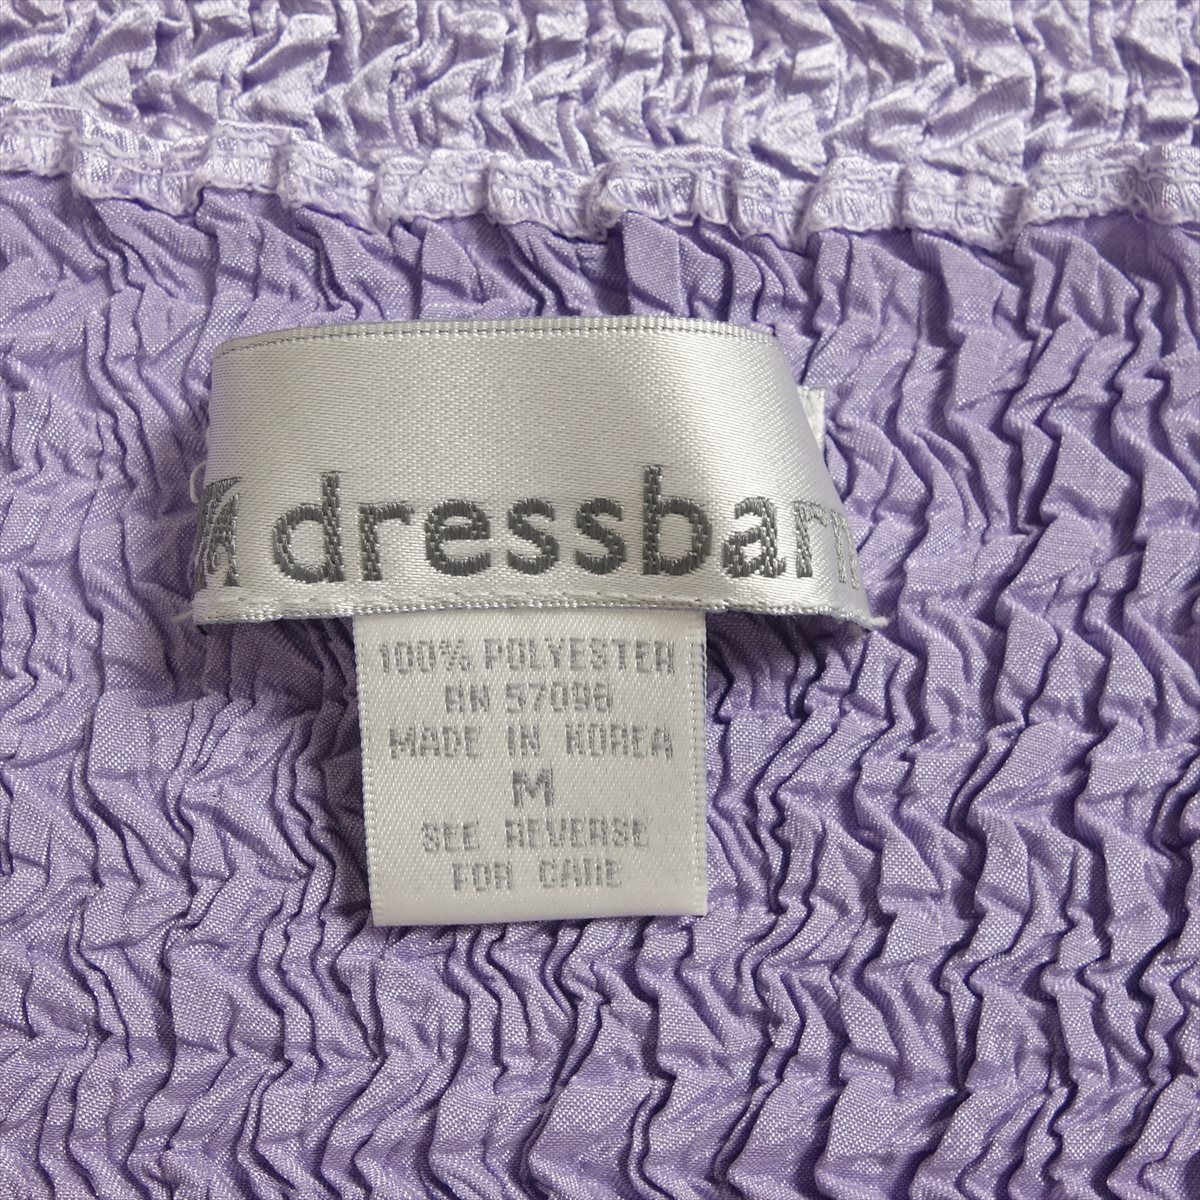 dressbarn
100% POLYESTER
RN 57096
MADE IN KOREA
M
SEE REVERSE
FOR CARE